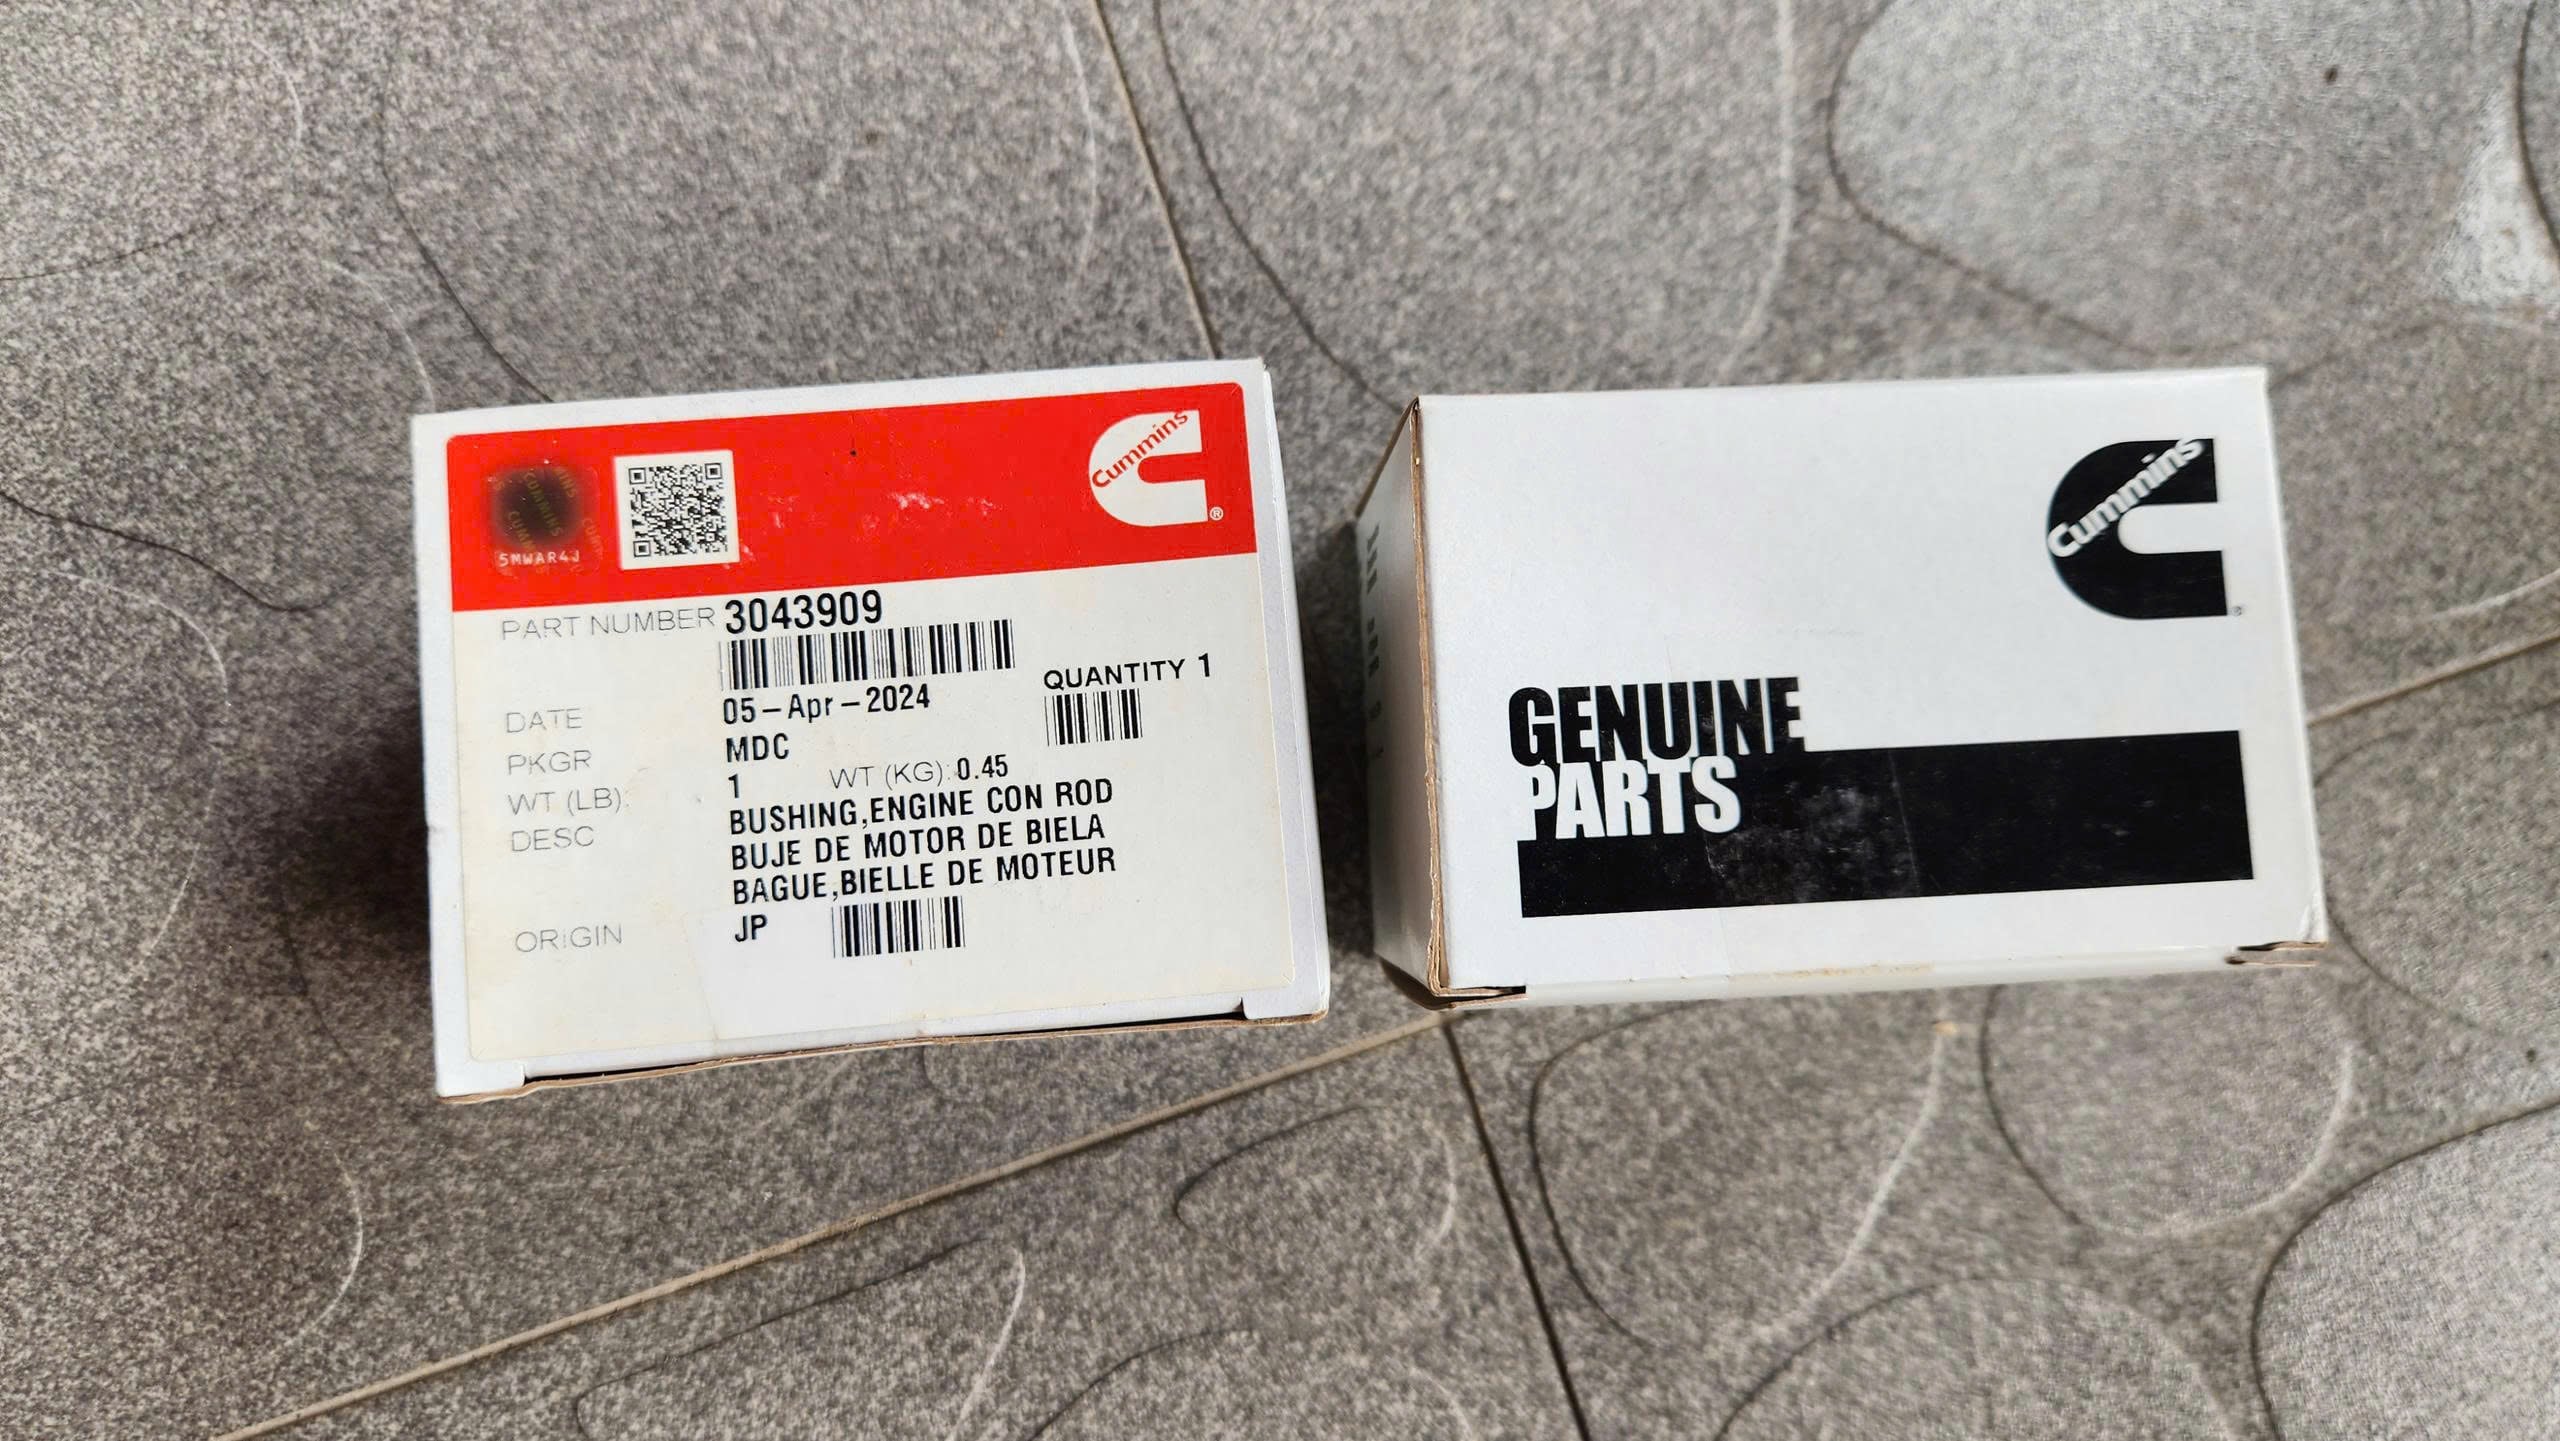 Cummins
®
5MWAR4J
PART NUMBER 3043909
QUANTITY 1
DATE 05-Apr-2024
PKGR MDC
WT (LB): 1 WT (KG): 0.45
DESC BUSHING,ENGINE CON ROD
BUJE DE MOTOR DE BIELA
BAGUE,BIELLE DE MOTEUR
ORIGIN JP
Cummins
®
GENUINE
PARTS